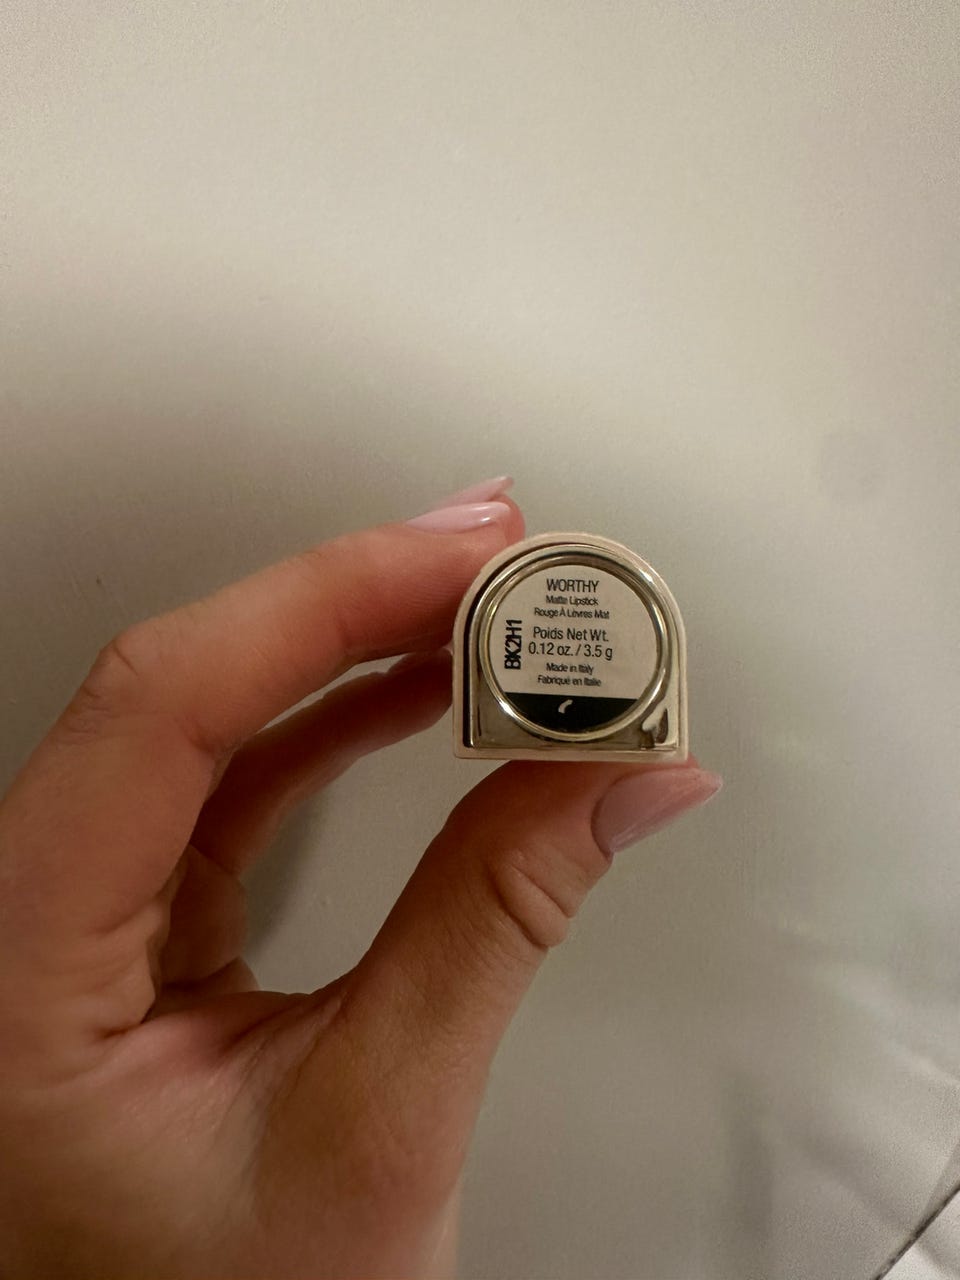 WORTHY
Matte Lipstick
Rouge À Lèvres Mat
Poids Net Wt.
0.12 oz. / 3.5 g
Made in Italy
Fabriqué en Italie
BK2H1